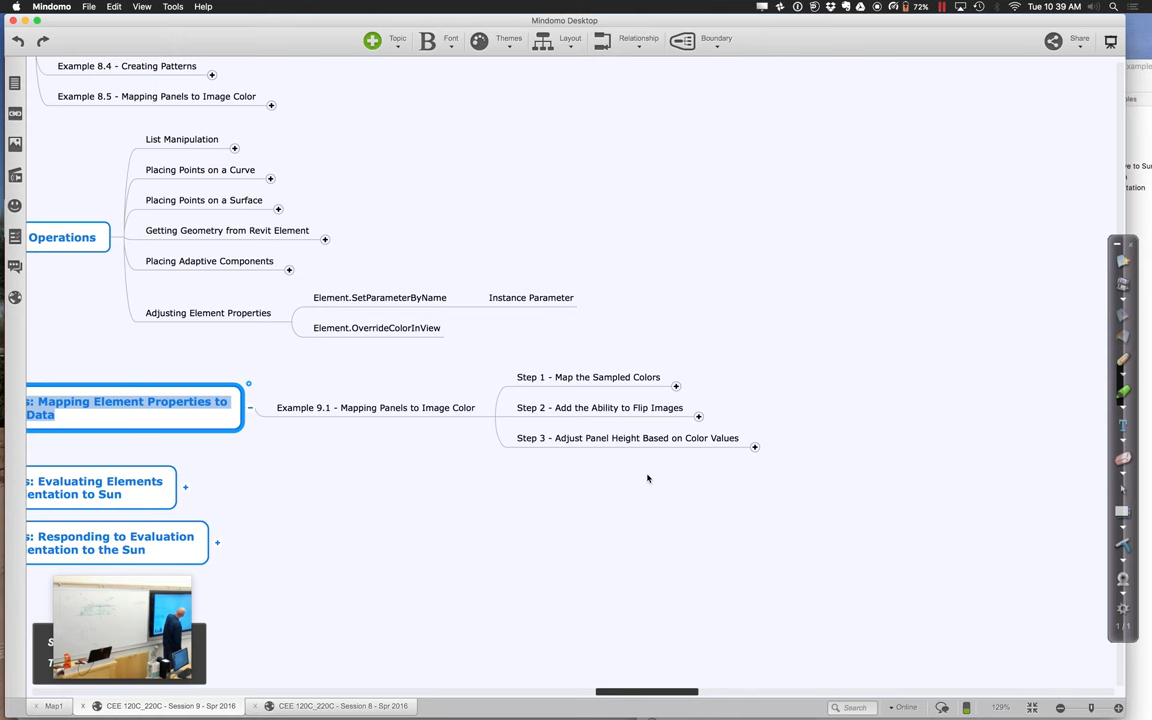 Mindomo File Edit View Tools Help 72% Tue 10 39 AM
Mindomo Desktop
Topic Font Themes Layout Relationship Boundary Share
Example 8.4 - Creating Patterns
Example 8.5 - Mapping Panels to Image Color
List Manipulation
Placing Points on a Curve
Placing Points on a Surface
Operations
Getting Geometry from Revit Element
Placing Adaptive Components
Adjusting Element Properties
Element.SetParameterByName
Instance Parameter
Element.OverrideColorInView
s: Mapping Element Properties to
Data
Example 9.1 - Mapping Panels to Image Color
Step 1 - Map the Sampled Colors
Step 2 - Add the Ability to Flip Images
Step 3 - Adjust Panel Height Based on Color Values
s: Evaluating Elements
entation to Sun
s: Responding to Evaluation
entation to the Sun
1 / 1
x Map1 x CEE 120C_220C - Session 9 - Spr 2016 x CEE 120C_220C - Session 8 - Spr 2016 Search Online 129%